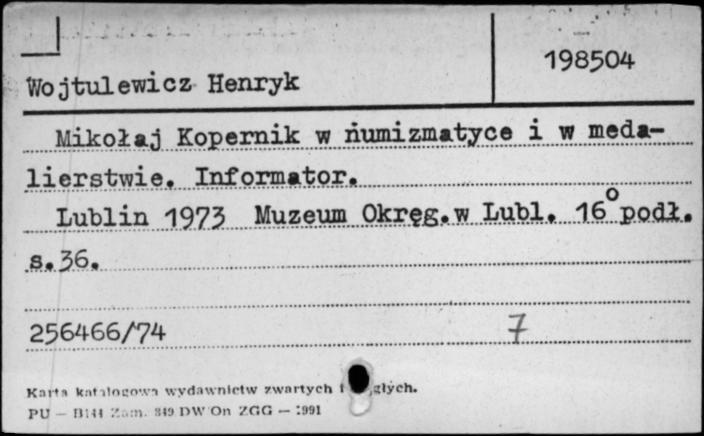 198504
Wojtulewicz Henryk
Mikołaj Kopernik w numizmatyce i w meda-
lierstwie. Informator.
Lublin 1973 Muzeum Okręg.w Lubl. 16° podł.
s.36.
256466/74 7
Karta katalogowa wydawnictw zwartych i głych.
PU — B144 Zam. 349 DW On ZGG — 1991